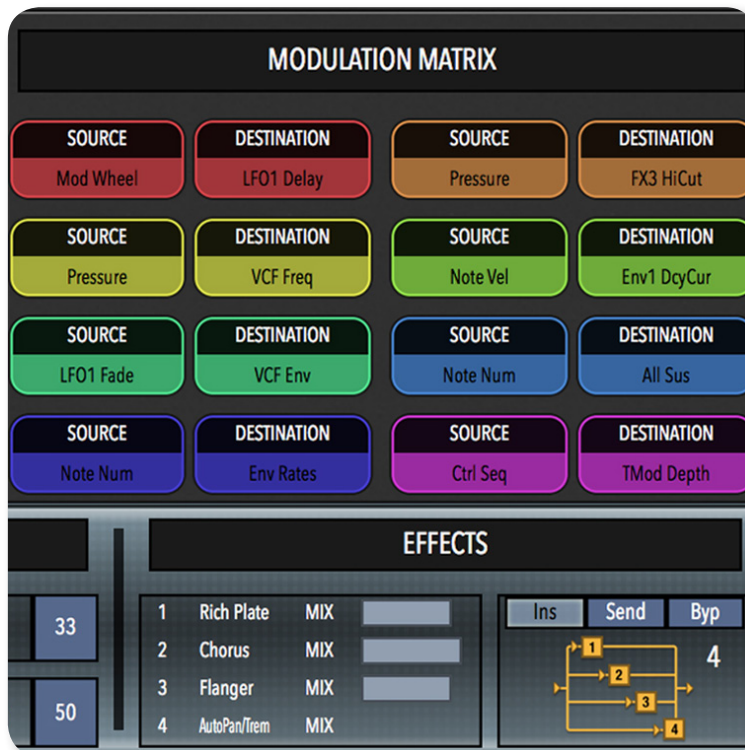 MODULATION MATRIX
SOURCE DESTINATION SOURCE DESTINATION
Mod Wheel LFO1 Delay Pressure FX3 HiCut
SOURCE DESTINATION SOURCE DESTINATION
Pressure VCF Freq Note Vel Env1 DcyCur
SOURCE DESTINATION SOURCE DESTINATION
LFO1 Fade VCF Env Note Num All Sus
SOURCE DESTINATION SOURCE DESTINATION
Note Num Env Rates Ctrl Seq TMod Depth
EFFECTS
33
50
1 Rich Plate MIX
2 Chorus MIX
3 Flanger MIX
4 AutoPan/Trem MIX
Ins Send Byp
4
1
2
3
4